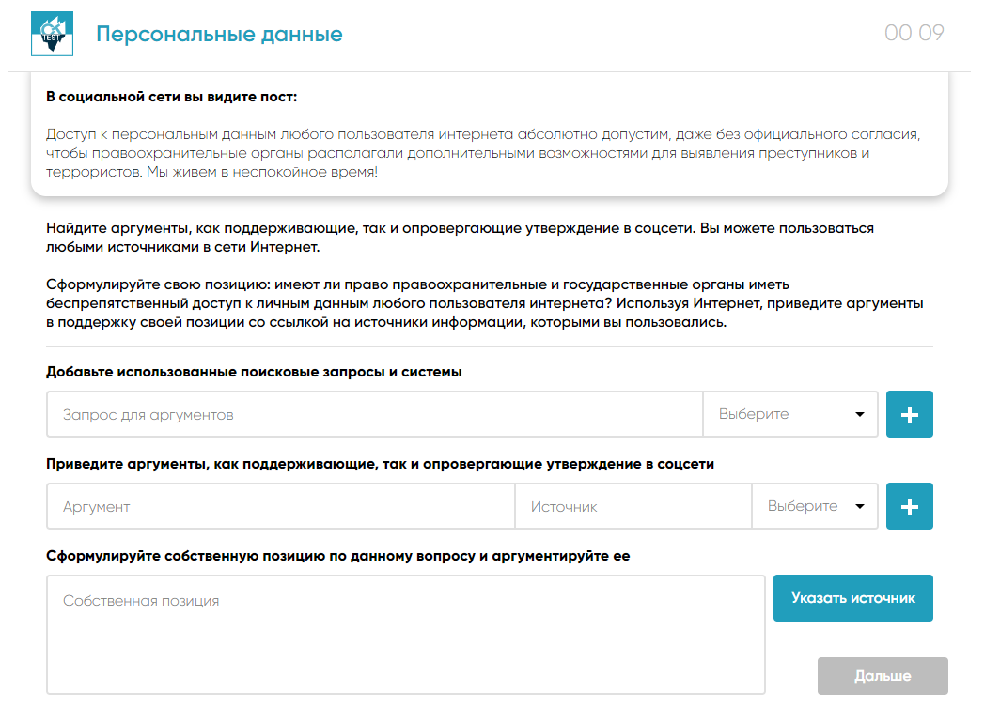 TEST
Персональные данные
00 09
В социальной сети вы видите пост:
Доступ к персональным данным любого пользователя интернета абсолютно допустим, даже без официального согласия,
чтобы правоохранительные органы располагали дополнительными возможностями для выявления преступников и
террористов. Мы живем в неспокойное время!
Найдите аргументы, как поддерживающие, так и опровергающие утверждение в соцсети. Вы можете пользоваться
любыми источниками в сети Интернет.
Сформулируйте свою позицию: имеют ли право правоохранительные и государственные органы иметь
беспрепятственный доступ к личным данным любого пользователя интернета? Используя Интернет, приведите аргументы
в поддержку своей позиции со ссылкой на источники информации, которыми вы пользовались.
Добавьте использованные поисковые запросы и системы
Запрос для аргументов Выберите +
Приведите аргументы, как поддерживающие, так и опровергающие утверждение в соцсети
Аргумент Источник Выберите +
Сформулируйте собственную позицию по данному вопросу и аргументируйте ее
Собственная позиция Указать источник
Дальше